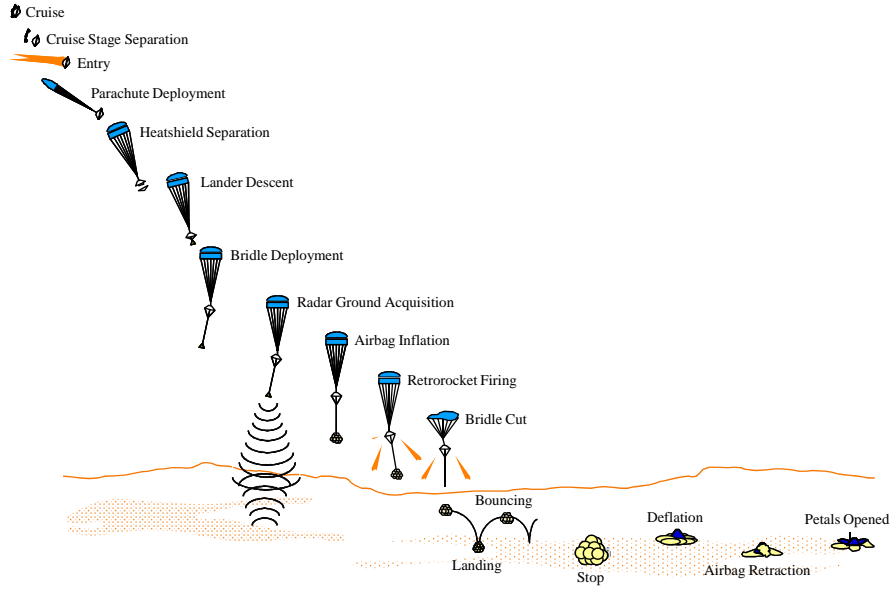 Cruise
Cruise Stage Separation
Entry
Parachute Deployment
Heatshield Separation
Lander Descent
Bridle Deployment
Radar Ground Acquisition
Airbag Inflation
Retrorocket Firing
Bridle Cut
Bouncing
Landing
Stop
Deflation
Airbag Retraction
Petals Opened